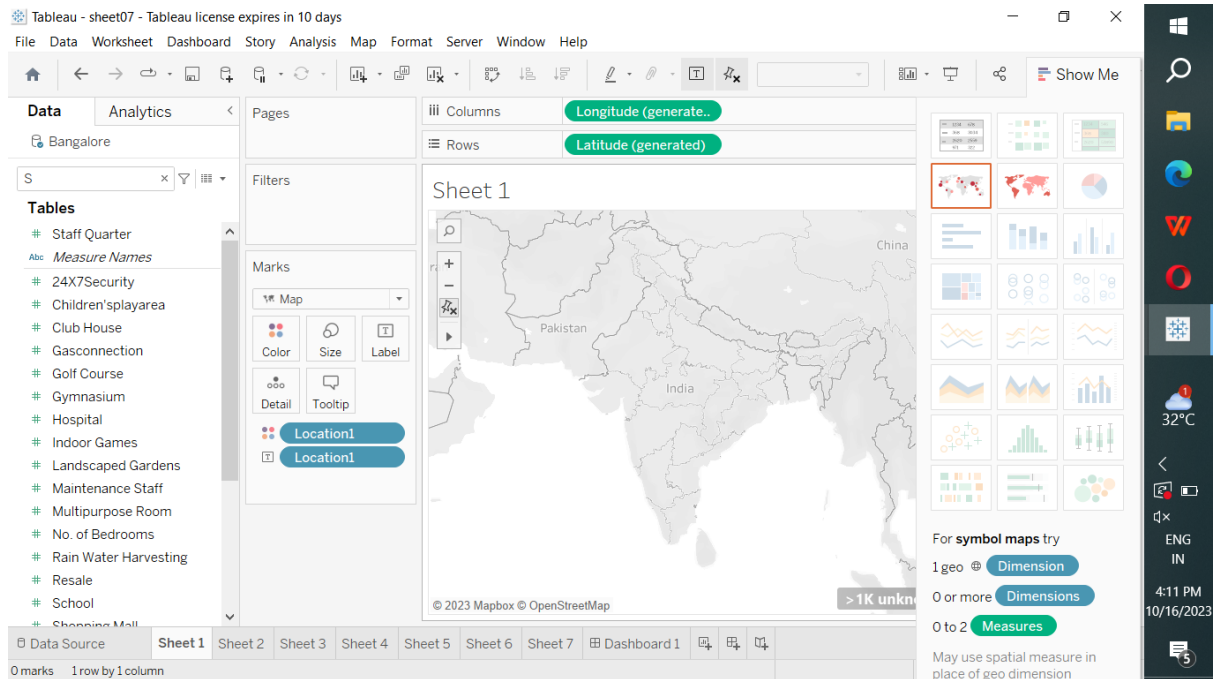 Tableau - sheet07 - Tableau license expires in 10 days
File Data Worksheet Dashboard Story Analysis Map Format Server Window Help
Show Me
Data Analytics
Bangalore
S
Tables
Staff Quarter
Abc Measure Names
24X7Security
Children'splayarea
Club House
Gasconnection
Golf Course
Gymnasium
Hospital
Indoor Games
Landscaped Gardens
Maintenance Staff
Multipurpose Room
No. of Bedrooms
Rain Water Harvesting
Resale
School
Shopping Mall
Pages
Filters
Marks
Map
Color Size Label
Detail Tooltip
Location1
Location1
Columns Longitude (generate..
Rows Latitude (generated)
Sheet 1
China
Pakistan
India
© 2023 Mapbox © OpenStreetMap
>1K unkn
For symbol maps try
1 geo Dimension
0 or more Dimensions
0 to 2 Measures
May use spatial measure in
place of geo dimension
Data Source Sheet 1 Sheet 2 Sheet 3 Sheet 4 Sheet 5 Sheet 6 Sheet 7 Dashboard 1
0 marks 1 row by 1 column
1
32°C
ENG
IN
4:11 PM
10/16/2023
5